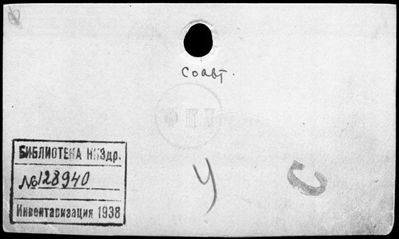 соавт.
БИБЛИОТЕКА НКЗдр.
№128940
Инвентаризация 1938
У
С